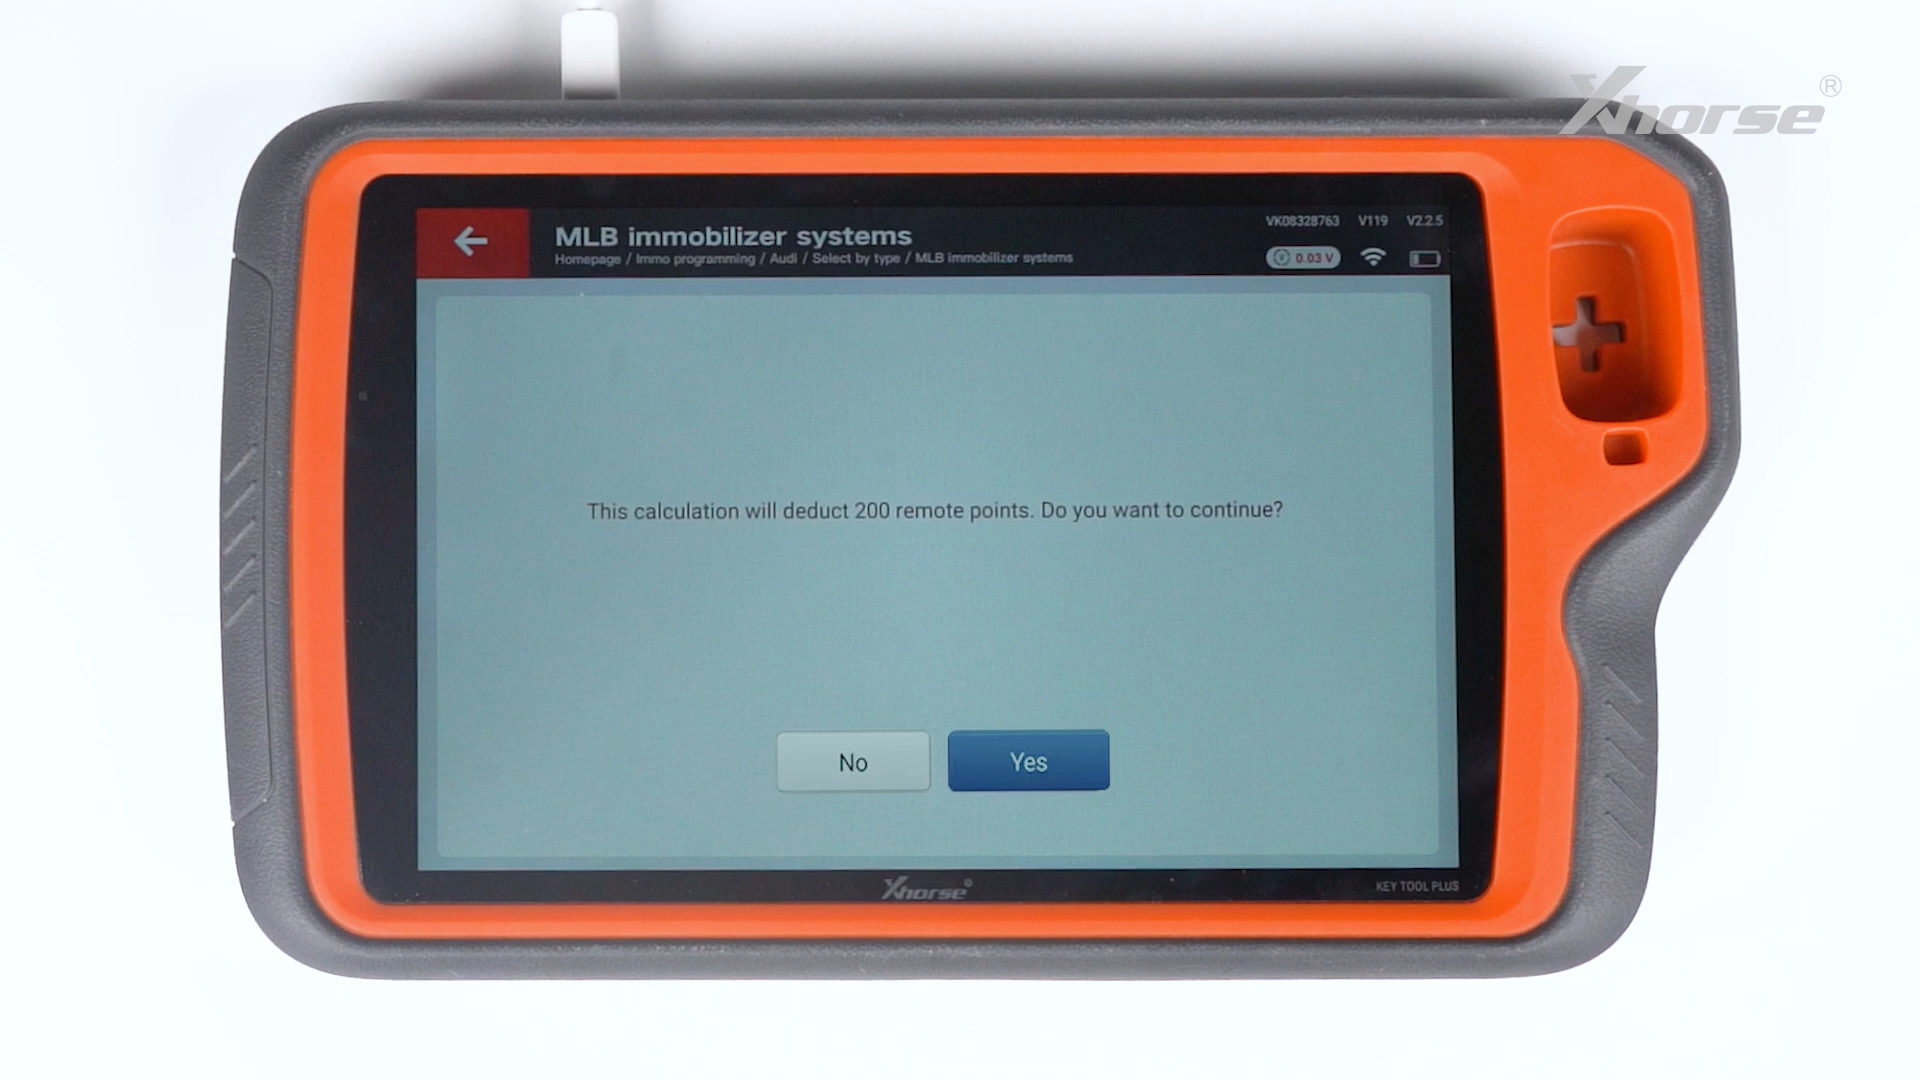 Xhorse®
MLB immobilizer systems
Homepage / Immo programming / Audi / Select by type / MLB immobilizer systems
VK08328763 V119 V2.2.5
0.03 V
This calculation will deduct 200 remote points. Do you want to continue?
No
Yes
Xhorse®
KEY TOOL PLUS